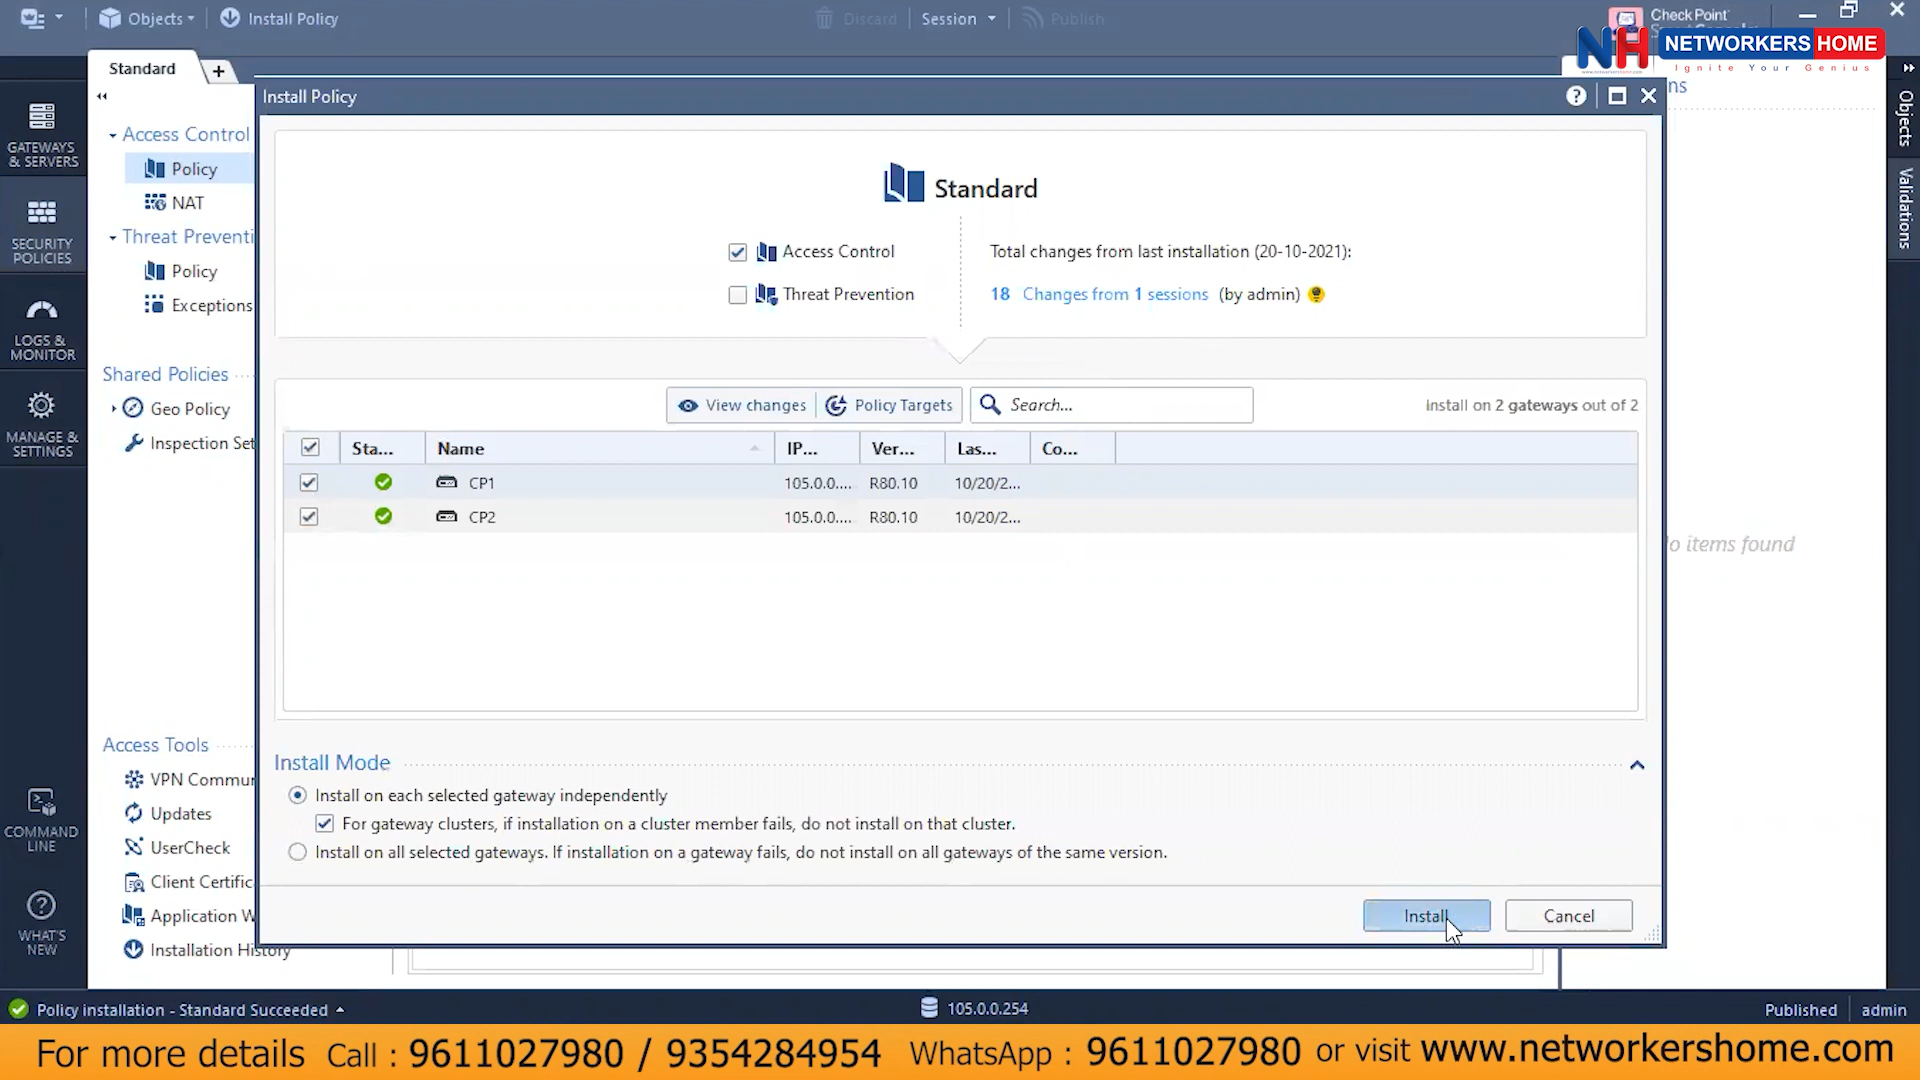 Objects
Install Policy
Discard
Session
Publish
Check Point
NH NETWORKERS HOME
Ignite Your Genius
Standard
+
Install Policy
ns
Objects
Validations
GATEWAYS
& SERVERS
SECURITY
POLICIES
LOGS &
MONITOR
MANAGE &
SETTINGS
COMMAND
LINE
WHAT'S
NEW
Access Control
Policy
NAT
Threat Preventi
Policy
Exceptions
Shared Policies
Geo Policy
Inspection Set
Access Tools
VPN Commun
Updates
UserCheck
Client Certific
Application W
Installation History
Standard
Access Control
Threat Prevention
Total changes from last installation (20-10-2021):
18 Changes from 1 sessions (by admin)
View changes
Policy Targets
Search...
Install on 2 gateways out of 2
Sta... Name IP... Ver... Las... Co...
CP1 105.0.0.... R80.10 10/20/2...
CP2 105.0.0.... R80.10 10/20/2...
o items found
Install Mode
Install on each selected gateway independently
For gateway clusters, if installation on a cluster member fails, do not install on that cluster.
Install on all selected gateways. If installation on a gateway fails, do not install on all gateways of the same version.
Install
Cancel
Policy installation - Standard Succeeded
105.0.0.254
Published
admin
For more details Call : 9611027980 / 9354284954 WhatsApp : 9611027980 or visit www.networkershome.com